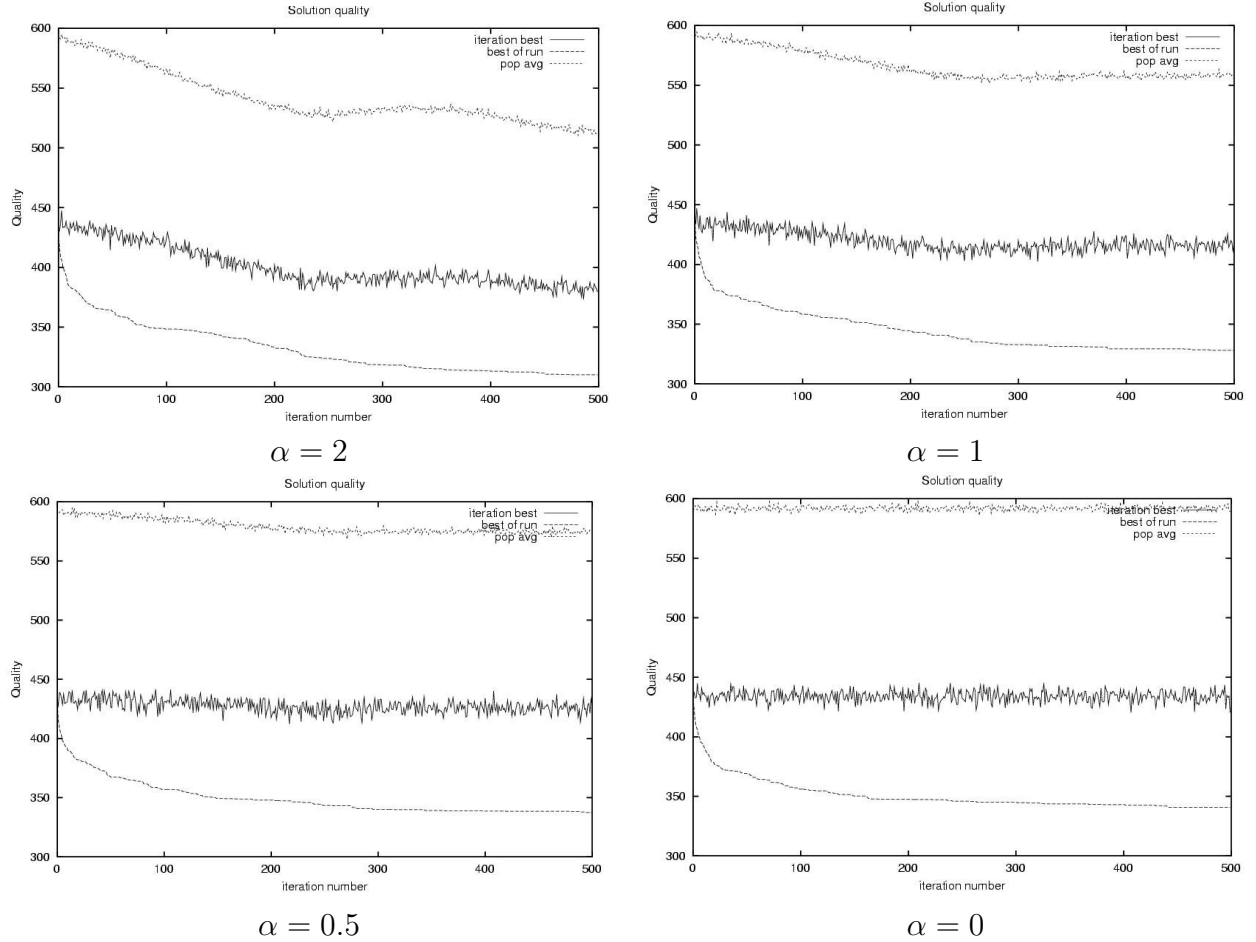 Solution quality
600
550
500
450
400
350
300
Quality
iteration best
best of run
pop avg
0 100 200 300 400 500
iteration number
α = 2
Solution quality
600
550
500
450
400
350
300
Quality
iteration best
best of run
pop avg
0 100 200 300 400 500
iteration number
α = 1
Solution quality
600
550
500
450
400
350
300
Quality
iteration best
best of run
pop avg
0 100 200 300 400 500
iteration number
α = 0.5
Solution quality
600
550
500
450
400
350
300
Quality
iteration best
best of run
pop avg
0 100 200 300 400 500
iteration number
α = 0